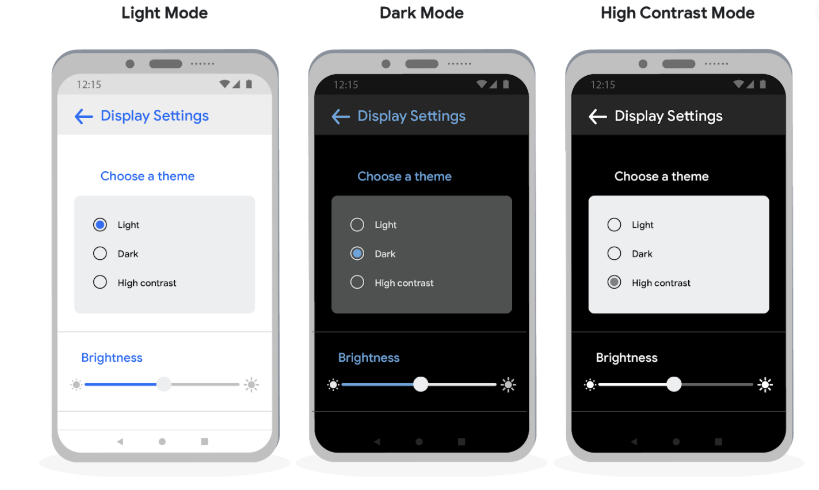 Light Mode
Dark Mode
High Contrast Mode
12:15
Display Settings
Choose a theme
Light
Dark
High contrast
Brightness
12:15
Display Settings
Choose a theme
Light
Dark
High contrast
Brightness
12:15
Display Settings
Choose a theme
Light
Dark
High contrast
Brightness